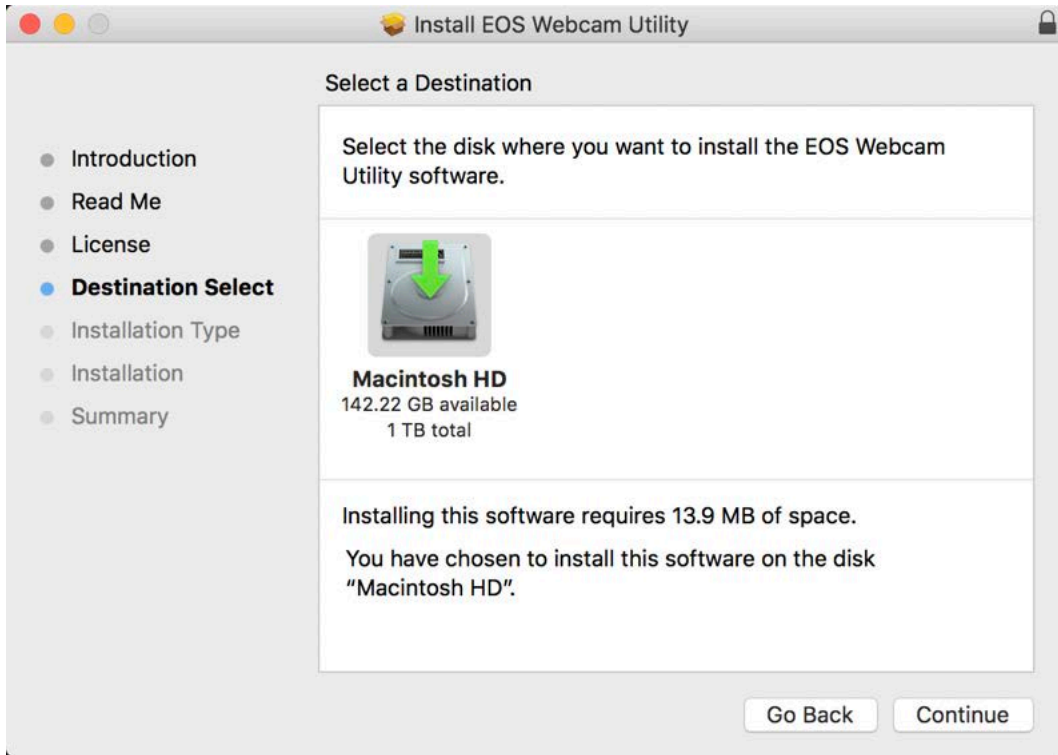 Install EOS Webcam Utility
Select a Destination
Introduction
Read Me
License
Destination Select
Installation Type
Installation
Summary
Select the disk where you want to install the EOS Webcam
Utility software.
Macintosh HD
142.22 GB available
1 TB total
Installing this software requires 13.9 MB of space.
You have chosen to install this software on the disk
“Macintosh HD”.
Go Back
Continue